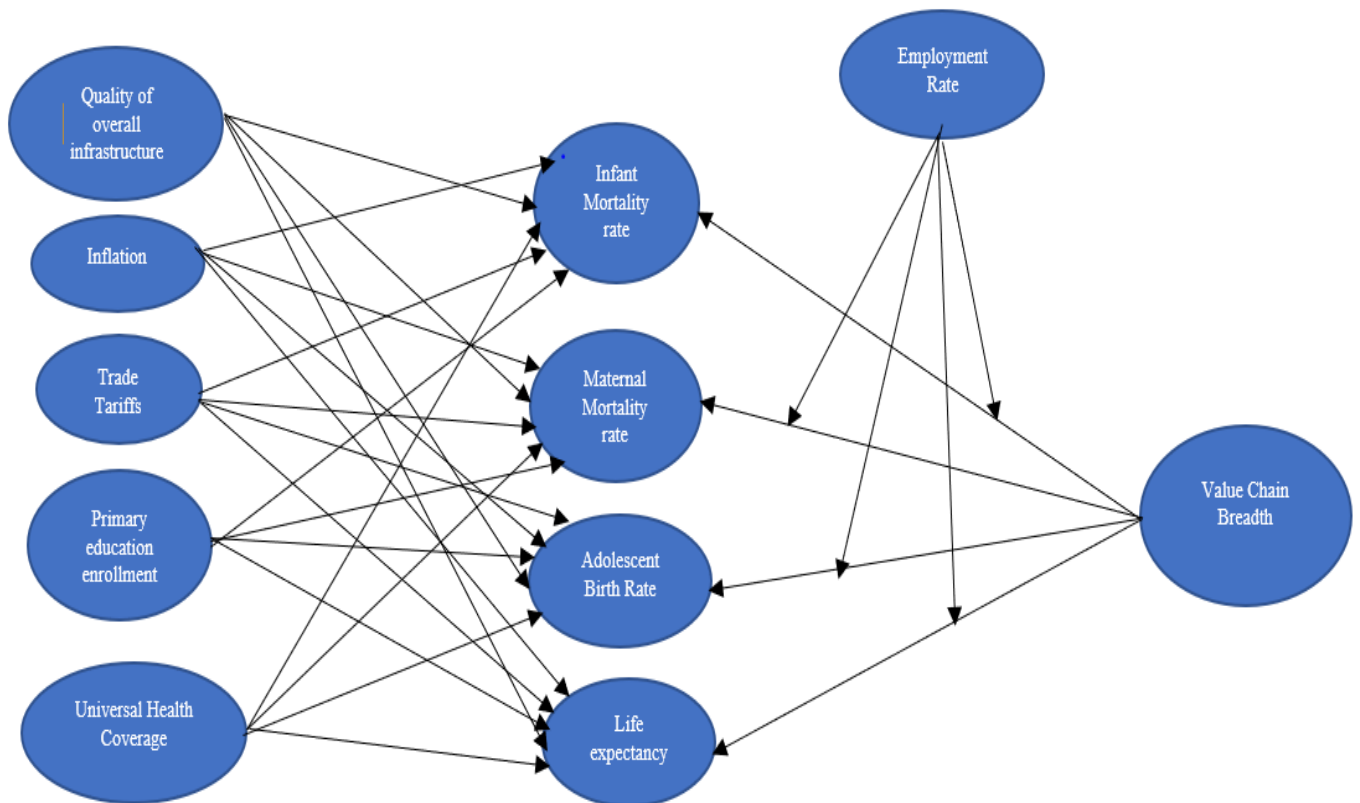 Quality of
overall
infrastructure
Inflation
Trade
Tariffs
Primary
education
enrollment
Universal Health
Coverage
Infant
Mortality
rate
Maternal
Mortality
rate
Adolescent
Birth Rate
Life
expectancy
Employment
Rate
Value Chain
Breadth